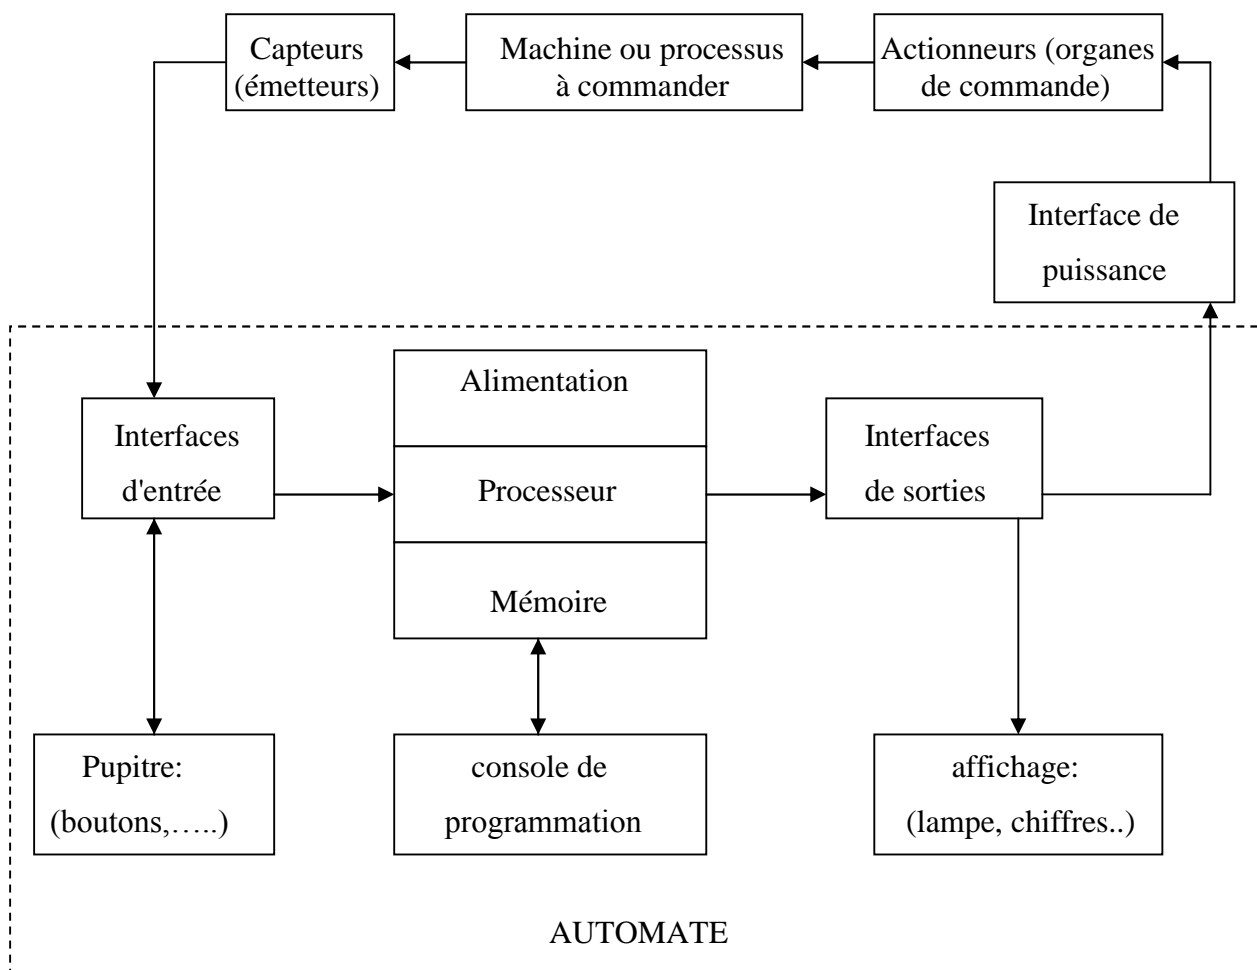 Capteurs
(émetteurs)
Machine ou processus
à commander
Actionneurs (organes
de commande)
Interface de
puissance
Alimentation
Interfaces
d'entrée
Processeur
Interfaces
de sorties
Mémoire
Pupitre:
(boutons,…..)
console de
programmation
affichage:
(lampe, chiffres..)
AUTOMATE